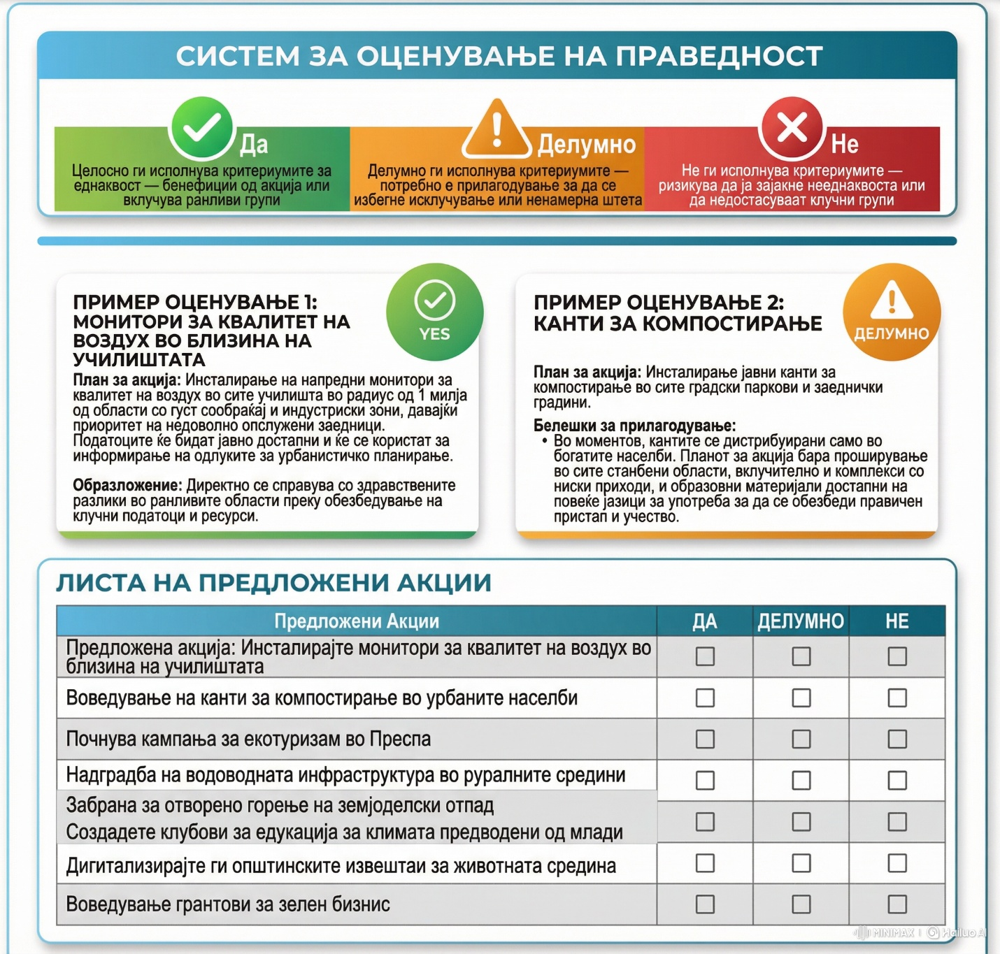 СИСТЕМ ЗА ОЦЕНУВАЊЕ НА ПРАВЕДНОСТ
Да
Целосно ги исполнува критериумите за
еднаквост — бенефиции од акција или
вклучува ранливи групи
Делумно
Делумно ги исполнува критериумите —
потребно е прилагодување за да се
избегне исклучување или ненамерна штета
Не
Не ги исполнува критериумите —
ризикува да ја зајакне нееднаквоста или
да недостасуваат клучни групи
ПРИМЕР ОЦЕНУВАЊЕ 1:
МОНИТОРИ ЗА КВАЛИТЕТ НА
ВОЗДУХ ВО БЛИЗИНА НА
УЧИЛИШТАТА
YES
План за акција: Инсталирање на напредни монитори за
квалитет на воздух во сите училишта во радиус од 1 милја
од области со густ сообраќај и индустриски зони, давајќи
приоритет на недоволно опслужени заедници.
Податоците ќе бидат јавно достапни и ќе се користат за
информирање на одлуките за урбанистичко планирање.
Образложение: Директно се справува со здравствените
разлики во ранливите области преку обезбедување на
клучни податоци и ресурси.
ПРИМЕР ОЦЕНУВАЊЕ 2:
КАНТИ ЗА КОМПОСТИРАЊЕ
ДЕЛУМНО
План за акција: Инсталирање јавни канти за
компостирање во сите градски паркови и заеднички
градини.
Белешки за прилагодување:
• Во моментов, кантите се дистрибуирани само во
богатите населби. Планот за акција бара проширување
во сите станбени области, вклучително и комплекси со
ниски приходи, и образовни материјали достапни на
повеќе јазици за употреба за да се обезбеди правичен
пристап и учество.
ЛИСТА НА ПРЕДЛОЖЕНИ АКЦИИ
Предложени Акции ДА ДЕЛУМНО НЕ
Предложена акција: Инсталирајте монитори за квалитет на воздух во
близина на училиштата
Воведување на канти за компостирање во урбаните населби
Почнува кампања за екотуризам во Преспа
Надградба на водоводната инфраструктура во руралните средини
Забрана за отворено горење на земјоделски отпад
Создадете клубови за едукација за климата предводени од млади
Дигитализирајте ги општинските извештаи за животната средина
Воведување грантови за зелен бизнис
MINIMAX | Hailuo AI